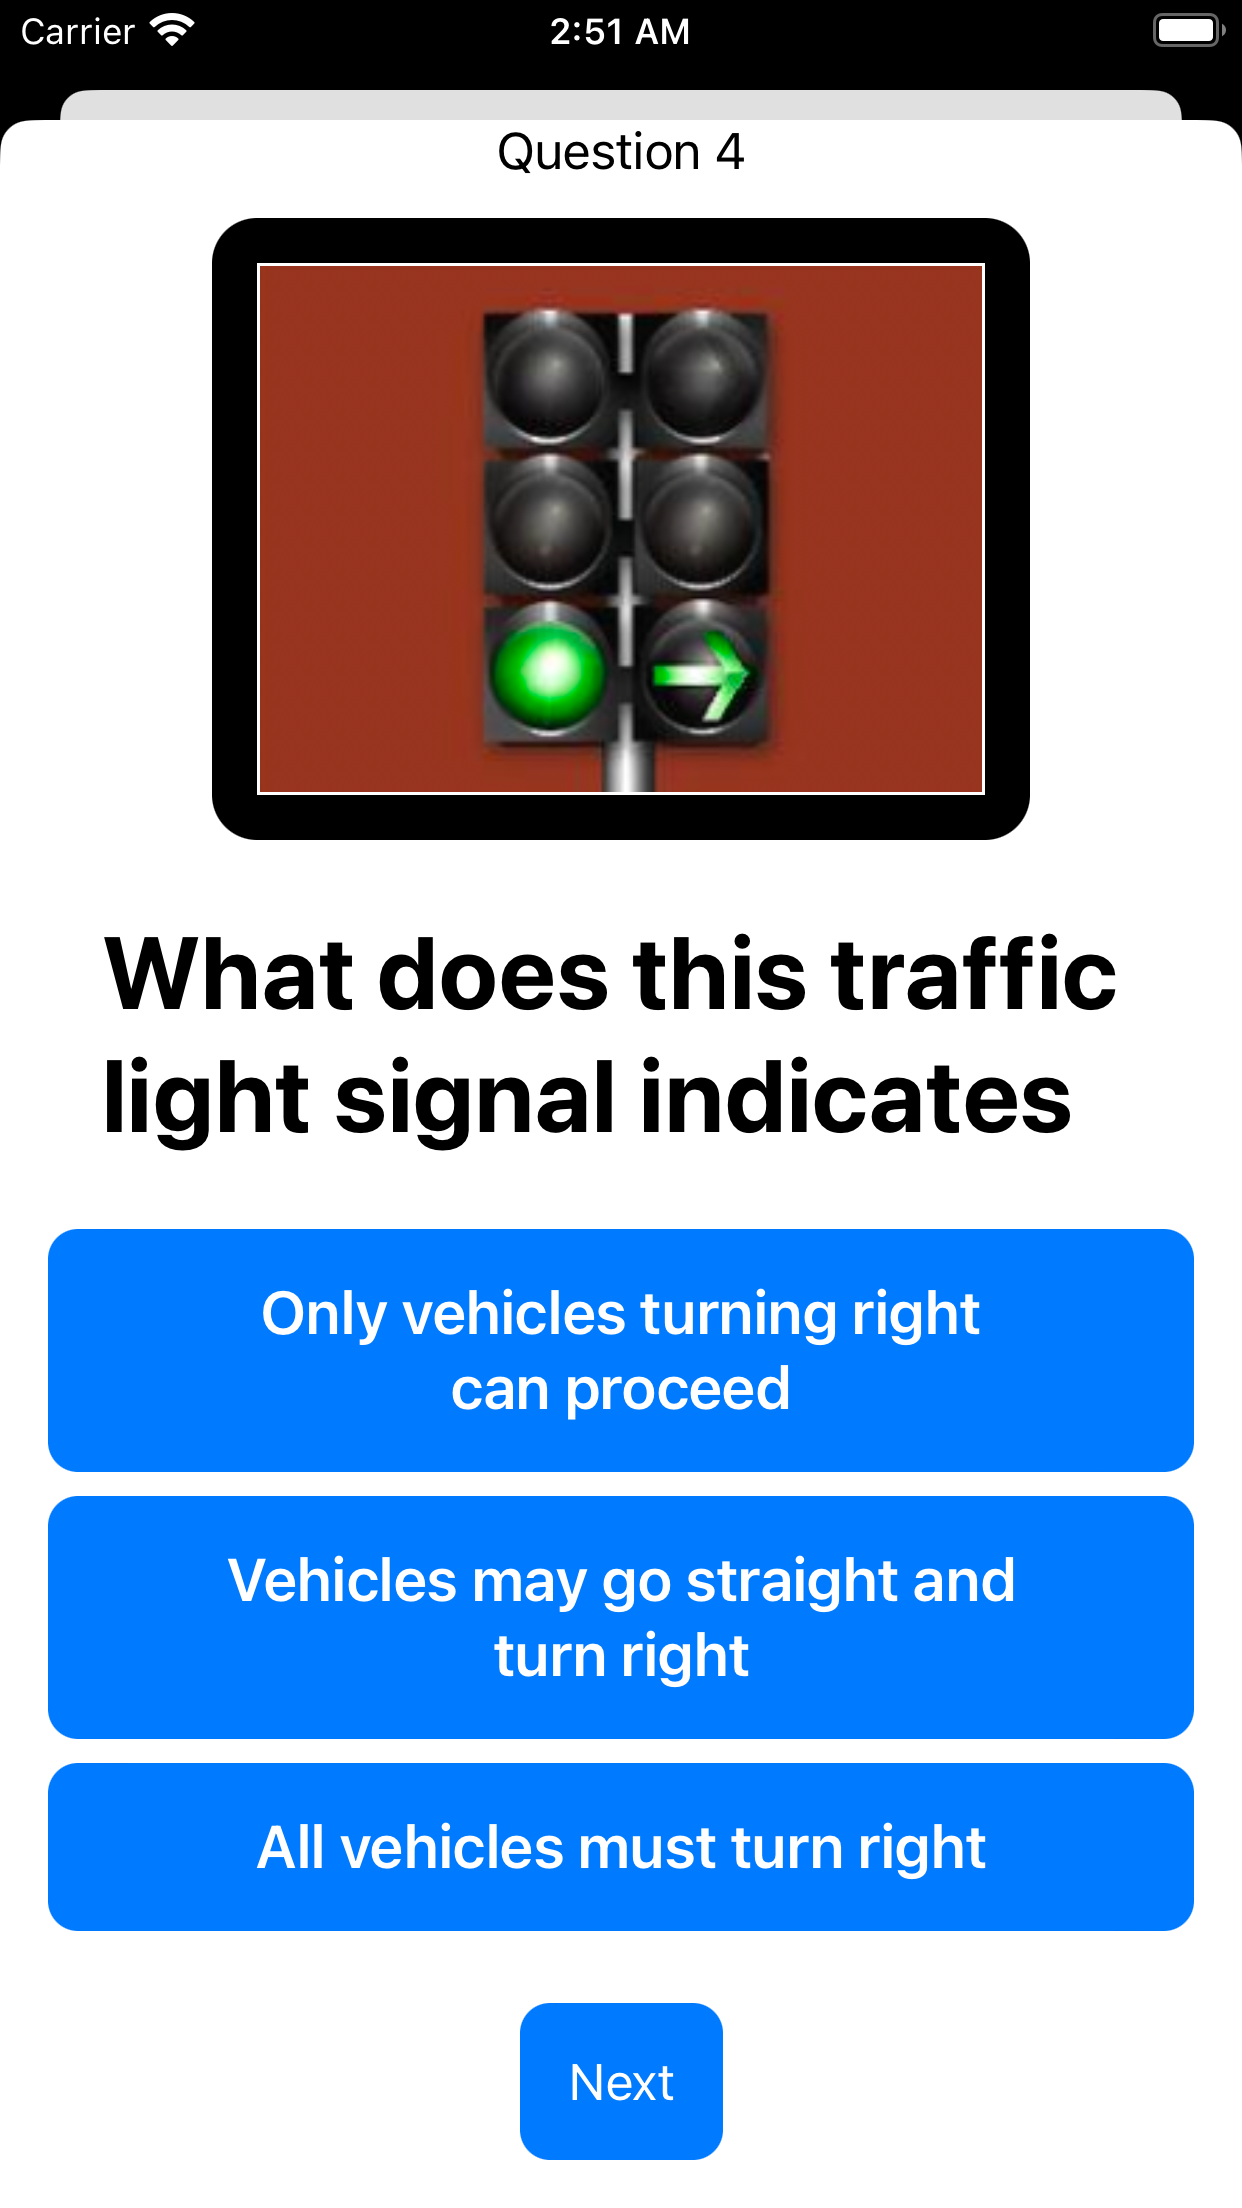 Carrier 2:51 AM
Question 4
What does this traffic
light signal indicates
Only vehicles turning right
can proceed
Vehicles may go straight and
turn right
All vehicles must turn right
Next